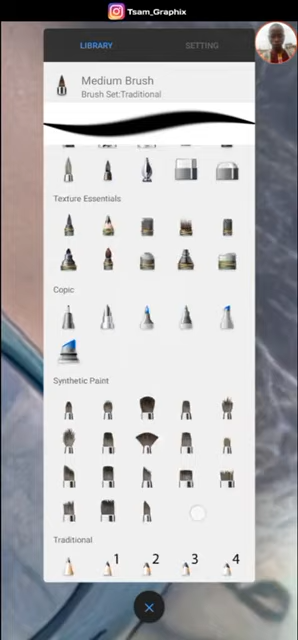 Tsam_Graphix
LIBRARY
SETTING
Medium Brush
Brush Set:Traditional
Texture Essentials
Copic
Synthetic Paint
Traditional
1 2 3 4